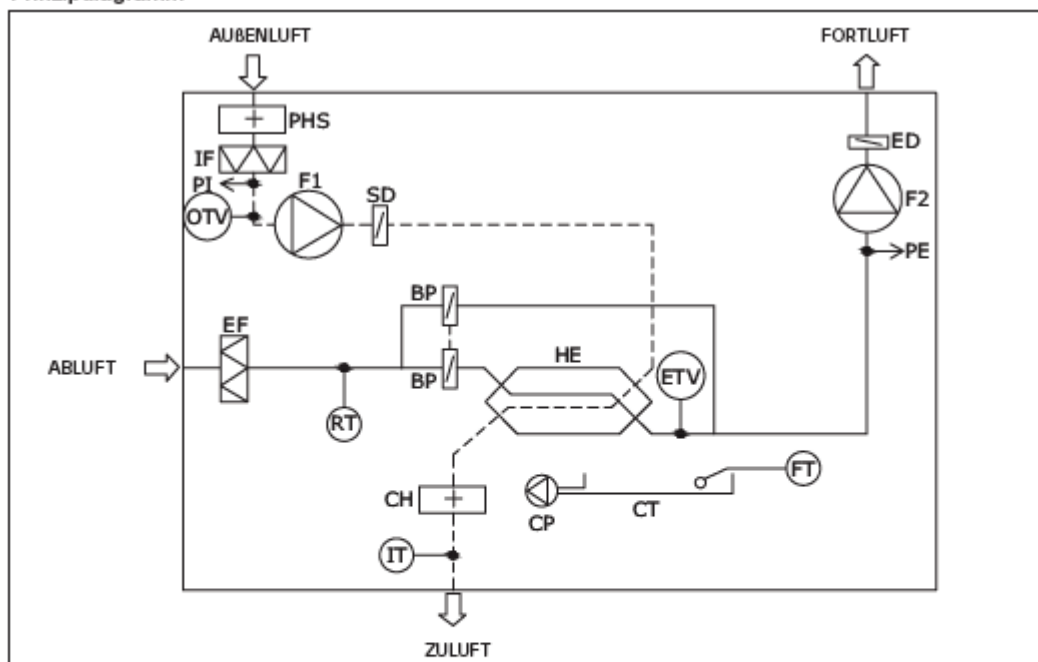 AUßENLUFT
FORTLUFT
PHS
ED
IF
PI
F1
SD
F2
OTV
PE
BP
EF
HE
ABLUFT
BP
ETV
RT
FT
CH
CP
CT
IT
ZULUFT